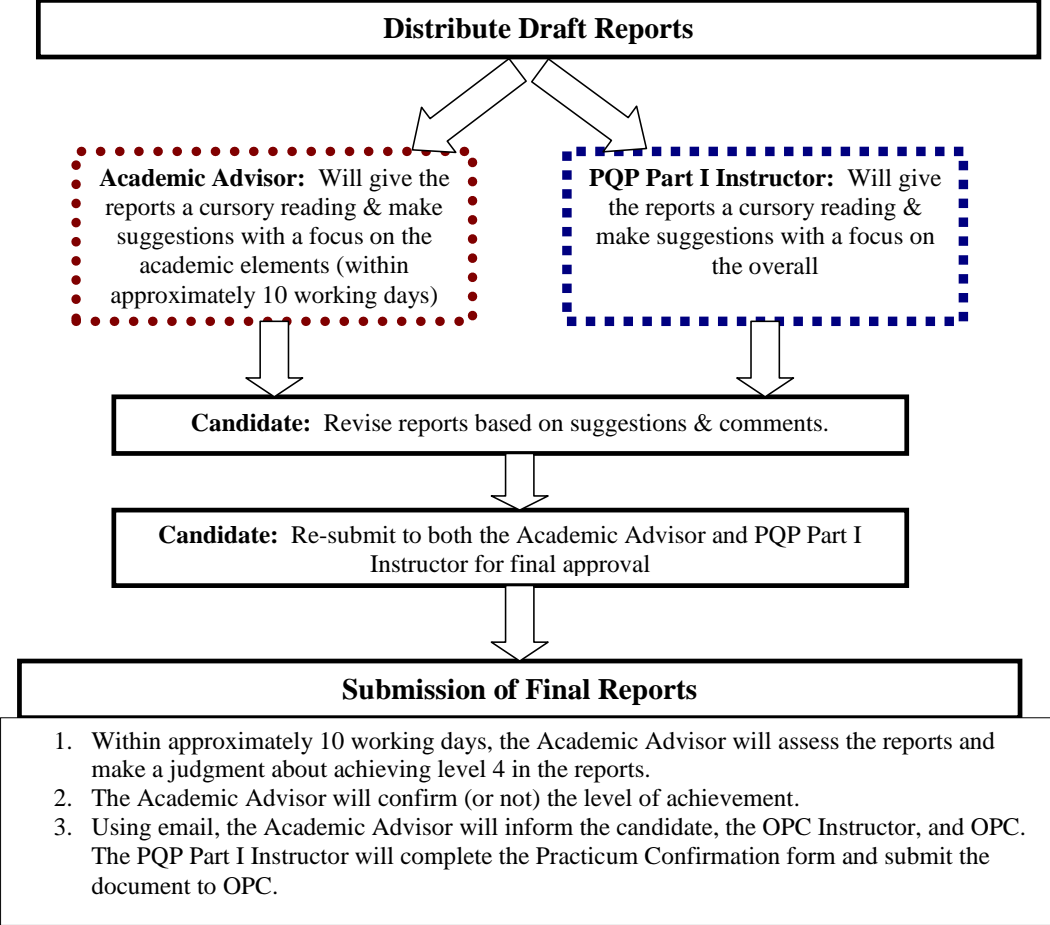 Distribute Draft Reports
Academic Advisor: Will give the
reports a cursory reading & make
suggestions with a focus on the
academic elements (within
approximately 10 working days)
PQP Part I Instructor: Will give
the reports a cursory reading &
make suggestions with a focus on
the overall
Candidate: Revise reports based on suggestions & comments.
Candidate: Re-submit to both the Academic Advisor and PQP Part I
Instructor for final approval
Submission of Final Reports
1. Within approximately 10 working days, the Academic Advisor will assess the reports and
make a judgment about achieving level 4 in the reports.
2. The Academic Advisor will confirm (or not) the level of achievement.
3. Using email, the Academic Advisor will inform the candidate, the OPC Instructor, and OPC.
The PQP Part I Instructor will complete the Practicum Confirmation form and submit the
document to OPC.